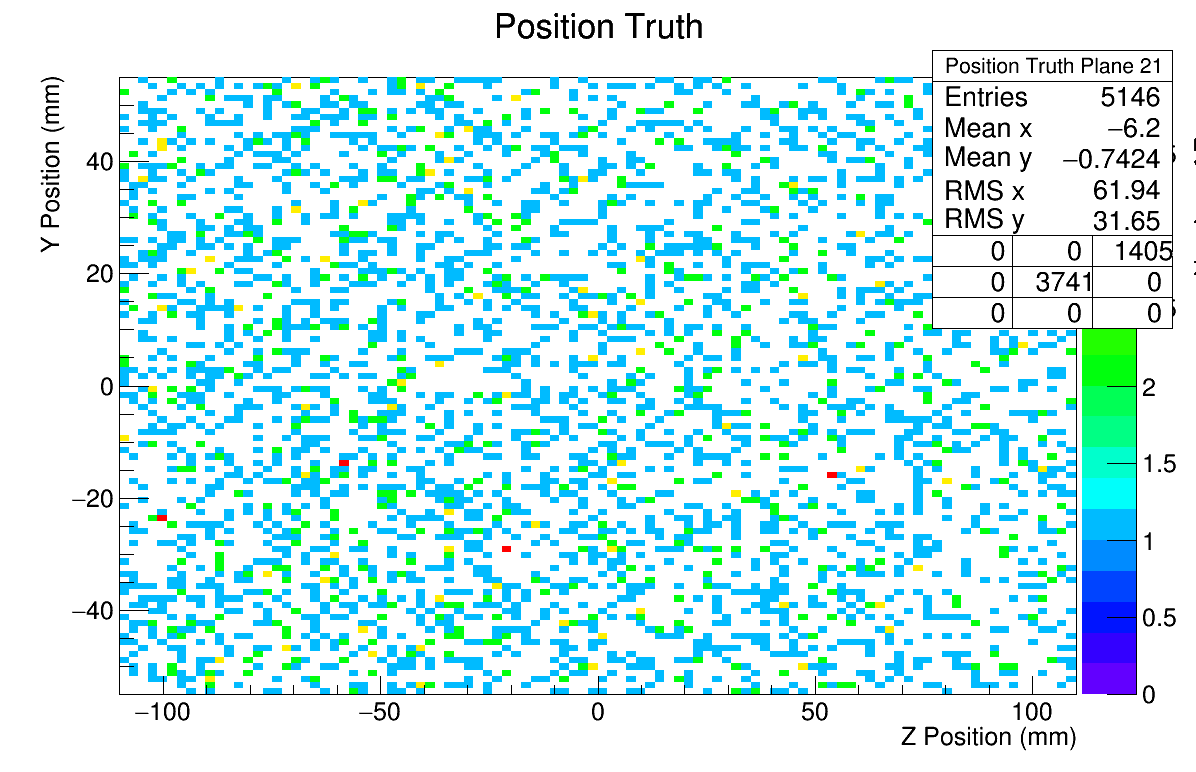 Position Truth
Y Position (mm)
Position Truth Plane 21
Entries 5146
Mean x −6.2
Mean y −0.7424
RMS x 61.94
RMS y 31.65
0 0 1405
0 3741 0
0 0 0
40
20
0
−20
−40
2
1.5
1
0.5
0
−100 −50 0 50 100
Z Position (mm)